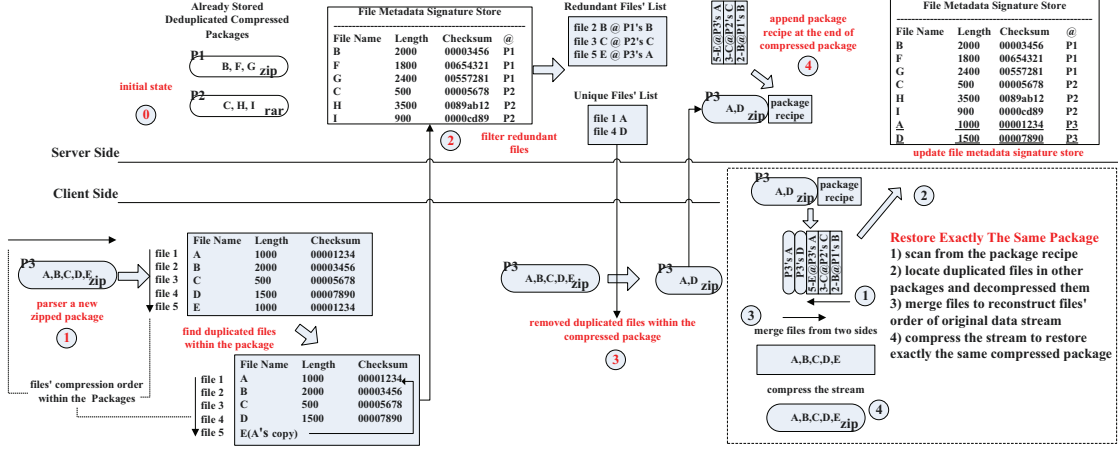 Already Stored
Deduplicated Compressed
Packages
P1
B, F, G
zip
P2
C, H, I
rar
initial state
0
File Metadata Signature Store
File Name Length Checksum @
B 2000 00003456 P1
F 1800 00654321 P1
G 2400 00557281 P1
C 500 00005678 P2
H 3500 0089ab12 P2
I 900 0000cd89 P2
2
filter redundant
files
Redundant Files' List
file 2 B @ P1's B
file 3 C @ P2's C
file 5 E @ P3's A
Unique Files' List
file 1 A
file 4 D
5-E@P3's A
3-C@P2's C
2-B@P1's B
append package
recipe at the end of
compressed package
4
P3
A,D
zip
package
recipe
File Metadata Signature Store
File Name Length Checksum @
B 2000 00003456 P1
F 1800 00654321 P1
G 2400 00557281 P1
C 500 00005678 P2
H 3500 0089ab12 P2
I 900 0000cd89 P2
A 1000 00001234 P3
D 1500 00007890 P3
update file metadata signature store
Server Side
Client Side
P3
A,B,C,D,E
zip
parser a new
zipped package
1
file 1
file 2
file 3
file 4
file 5
File Name Length Checksum
A 1000 00001234
B 2000 00003456
C 500 00005678
D 1500 00007890
E 1000 00001234
find duplicated files
within the package
files' compression order
within the Packages
file 1
file 2
file 3
file 4
file 5
File Name Length Checksum
A 1000 00001234
B 2000 00003456
C 500 00005678
D 1500 00007890
E(A's copy)
P3
A,B,C,D,E
zip
P3
A,D
zip
removed duplicated files within the
compressed package
3
P3
A,D
zip
package
recipe
2
P3's A
P3's D
5-E@P3's A
3-C@P2's C
2-B@P1's B
1
3
merge files from two sides
A,B,C,D,E
compress the stream
A,B,C,D,E
zip
4
Restore Exactly The Same Package
1) scan from the package recipe
2) locate duplicated files in other
packages and decompressed them
3) merge files to reconstruct files'
order of original data stream
4) compress the stream to restore
exactly the same compressed package